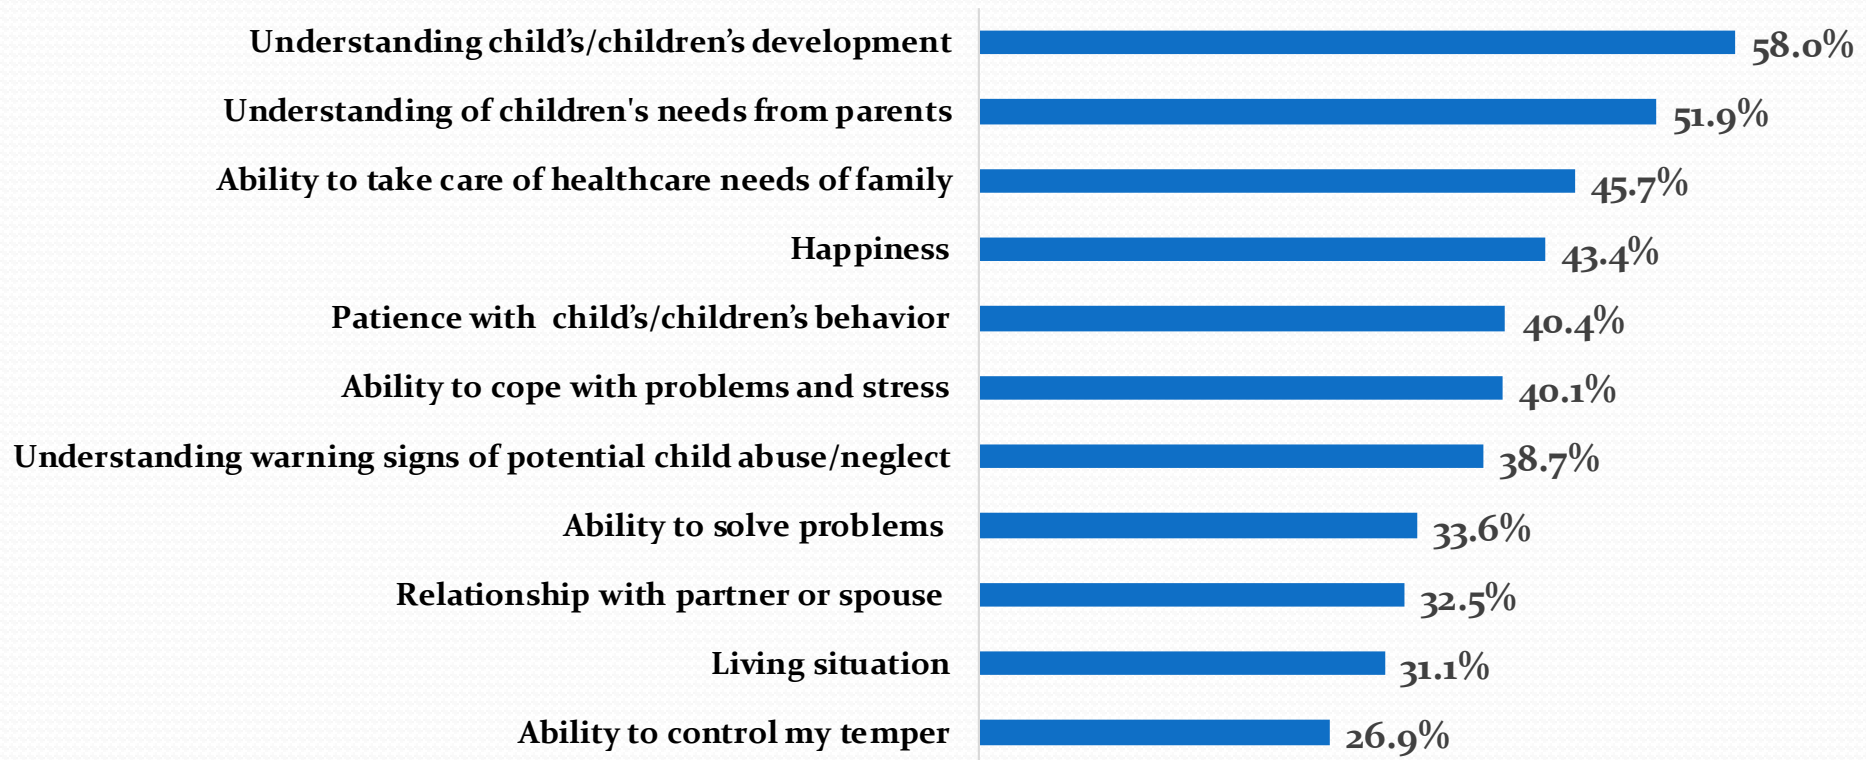 Understanding child’s/children’s development 58.0%
Understanding of children's needs from parents 51.9%
Ability to take care of healthcare needs of family 45.7%
Happiness 43.4%
Patience with child’s/children’s behavior 40.4%
Ability to cope with problems and stress 40.1%
Understanding warning signs of potential child abuse/neglect 38.7%
Ability to solve problems 33.6%
Relationship with partner or spouse 32.5%
Living situation 31.1%
Ability to control my temper 26.9%